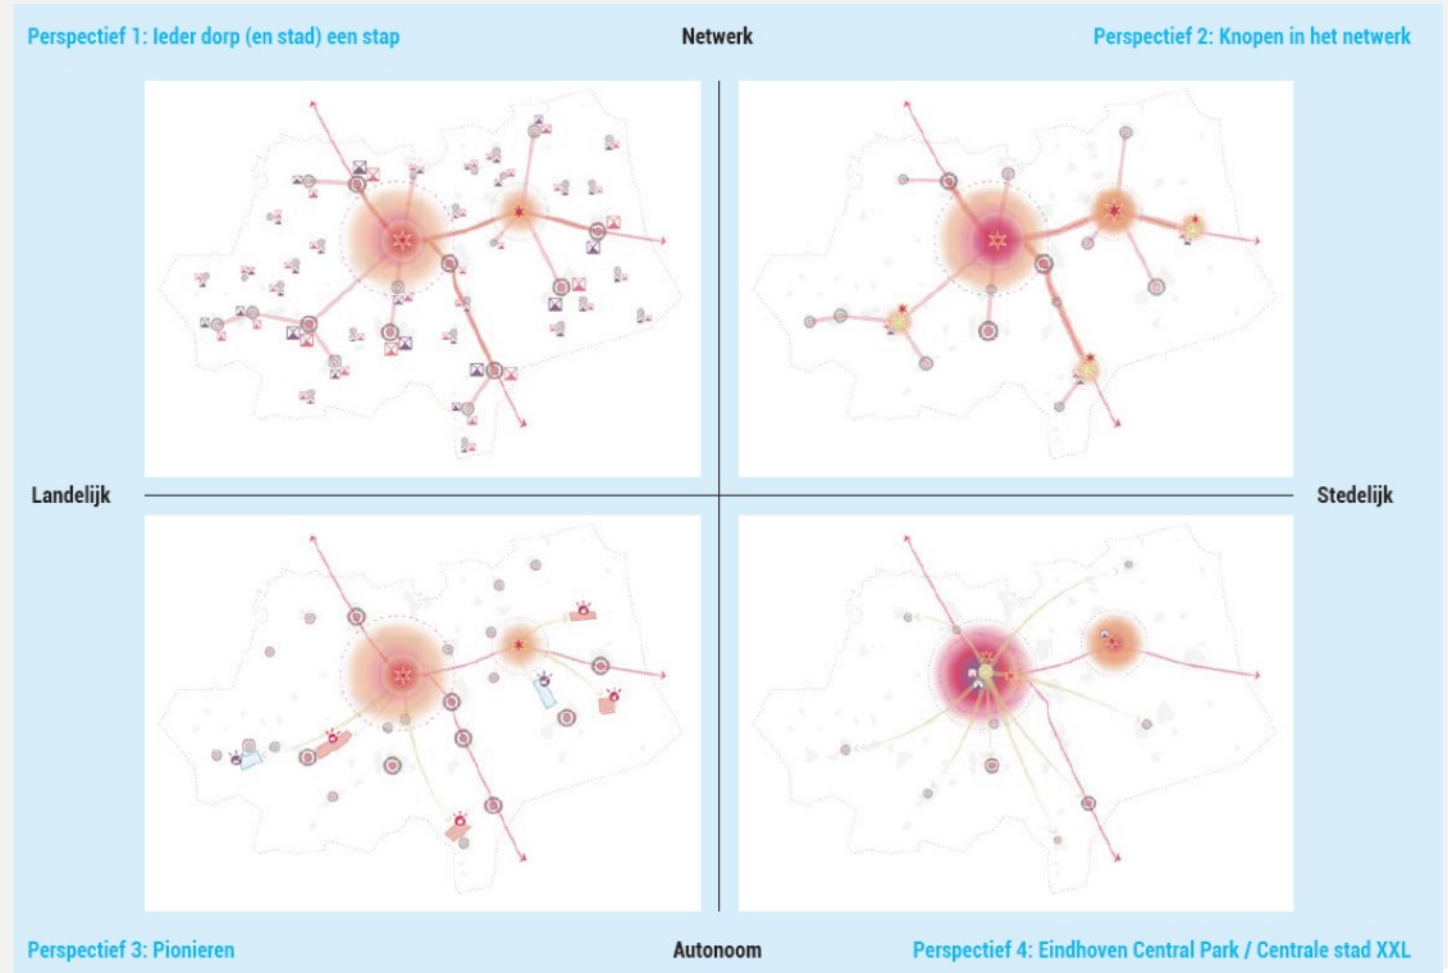 Perspectief 1: Ieder dorp (en stad) een stap
Netwerk
Perspectief 2: Knopen in het netwerk
Landelijk
Stedelijk
Perspectief 3: Pionieren
Autonoom
Perspectief 4: Eindhoven Central Park / Centrale stad XXL